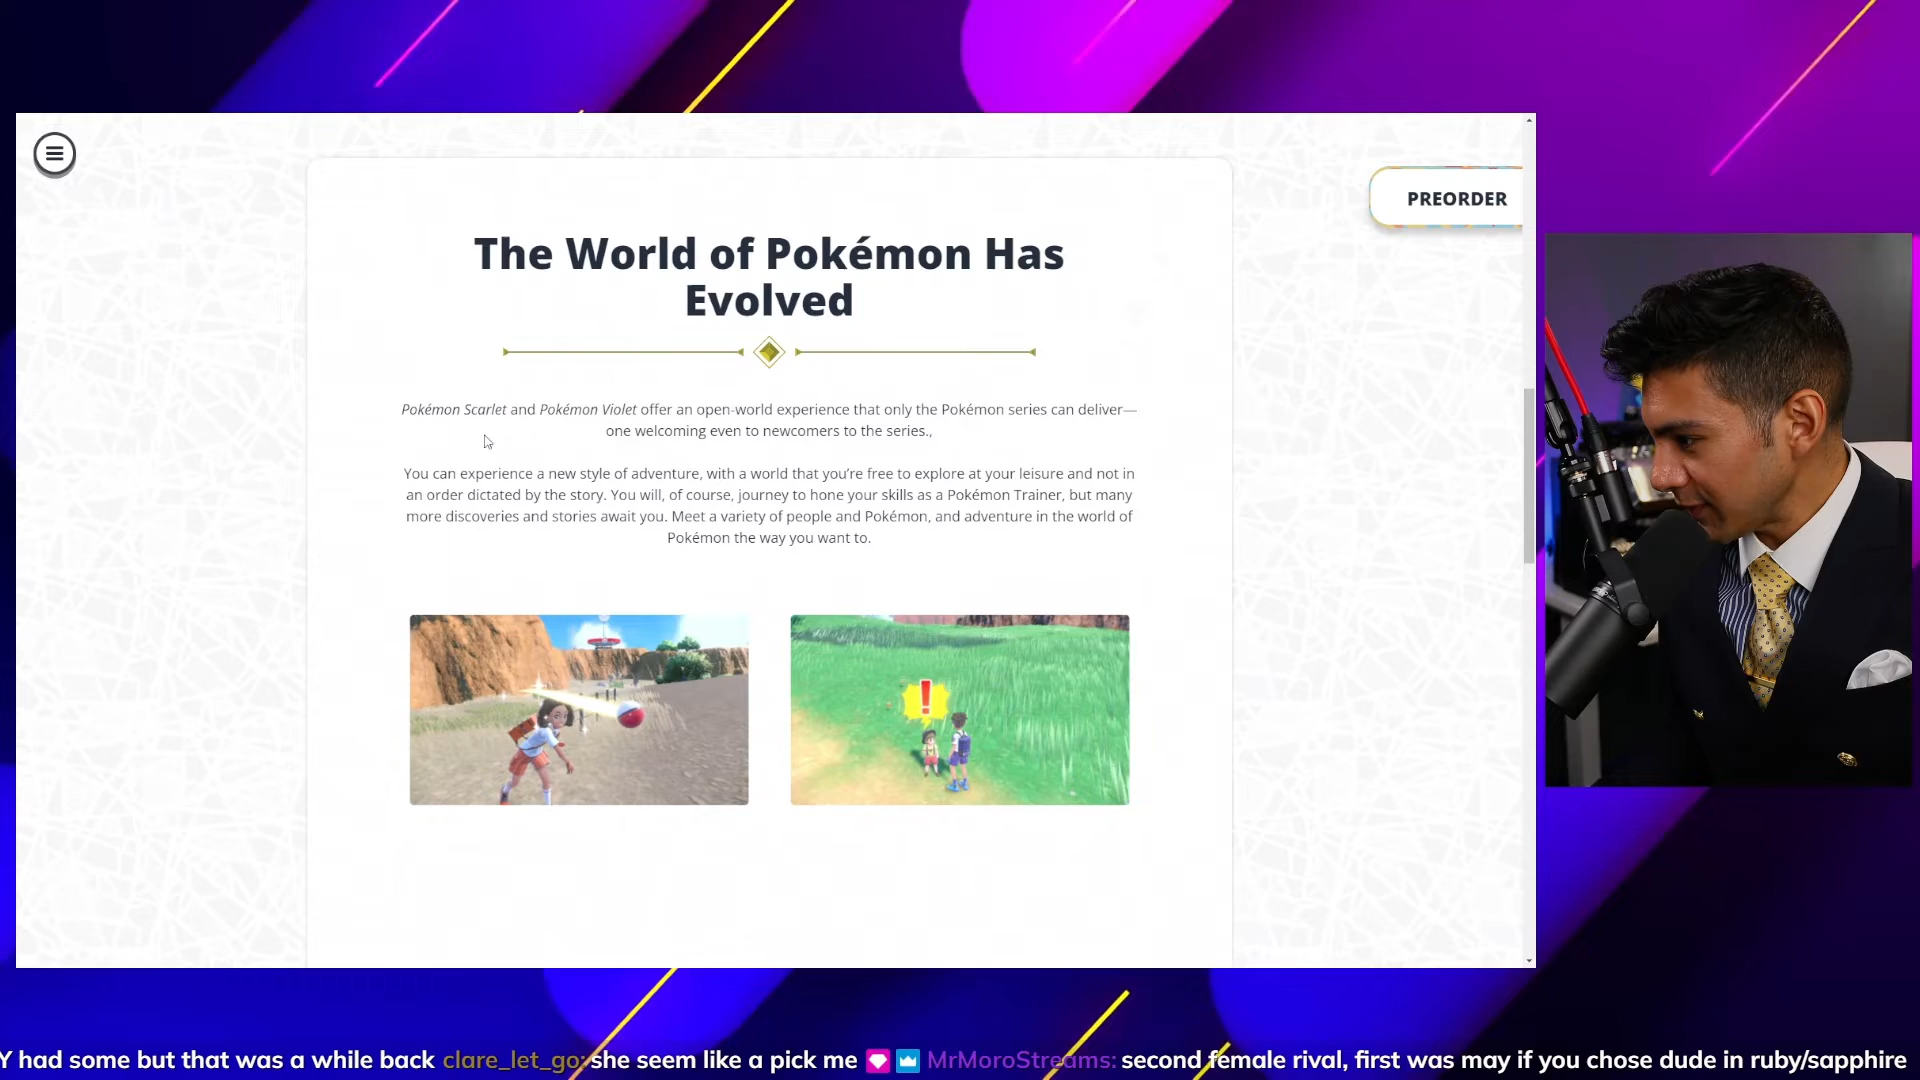 PREORDER
The World of Pokémon Has
Evolved
Pokémon Scarlet and Pokémon Violet offer an open-world experience that only the Pokémon series can deliver—
one welcoming even to newcomers to the series.,
You can experience a new style of adventure, with a world that you’re free to explore at your leisure and not in
an order dictated by the story. You will, of course, journey to hone your skills as a Pokémon Trainer, but many
more discoveries and stories await you. Meet a variety of people and Pokémon, and adventure in the world of
Pokémon the way you want to.
!
Y had some but that was a while back clare_let_go: she seem like a pick me MrMoroStreams: second female rival, first was may if you chose dude in ruby/sapphire